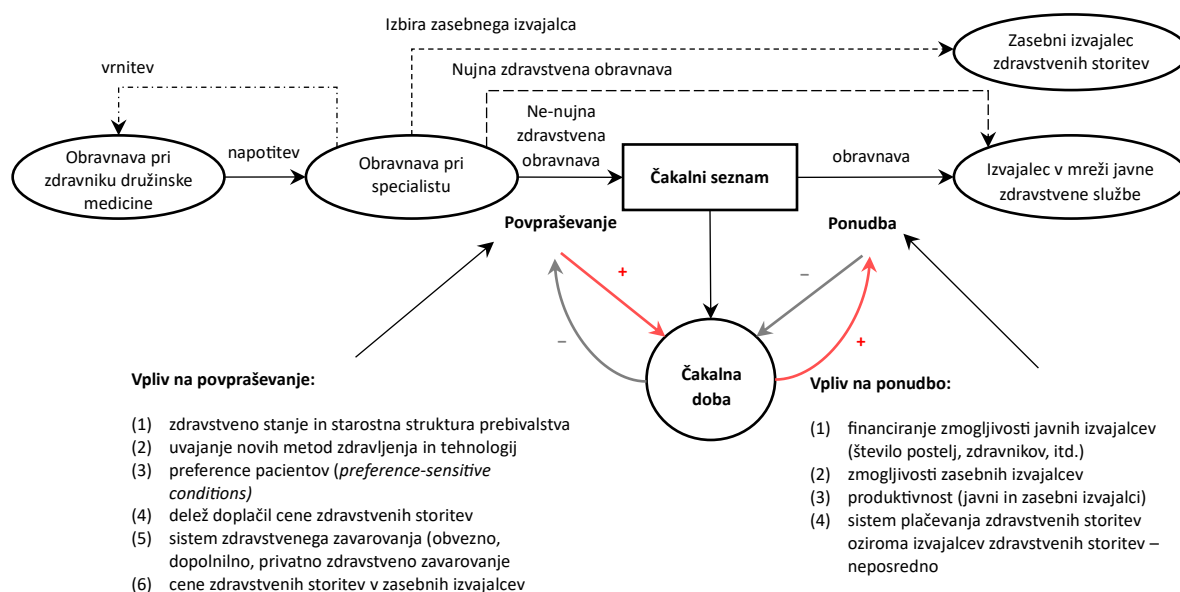 Izbira zasebnega izvajalca
Zasebni izvajalec
zdravstvenih storitev
vrnitev
Nujna zdravstvena obravnava
Obravnava pri
zdravniku družinske
medicine
napotitev
Obravnava pri
specialistu
Ne-nujna
zdravstvena
obravnava
Čakalni seznam
obravnava
Izvajalec v mreži javne
zdravstvene službe
Povpraševanje
Ponudba
+
–
–
+
Čakalna
doba
Vpliv na povpraševanje:
(1) zdravstveno stanje in starostna struktura prebivalstva
(2) uvajanje novih metod zdravljenja in tehnologij
(3) preference pacientov (preference-sensitive
conditions)
(4) delež doplačil cene zdravstvenih storitev
(5) sistem zdravstvenega zavarovanja (obvezno,
dopolnilno, privatno zdravstveno zavarovanje
(6) cene zdravstvenih storitev v zasebnih izvajalcev
Vpliv na ponudbo:
(1) financiranje zmogljivosti javnih izvajalcev
(število postelj, zdravnikov, itd.)
(2) zmogljivosti zasebnih izvajalcev
(3) produktivnost (javni in zasebni izvajalci)
(4) sistem plačevanja zdravstvenih storitev
oziroma izvajalcev zdravstvenih storitev –
neposredno